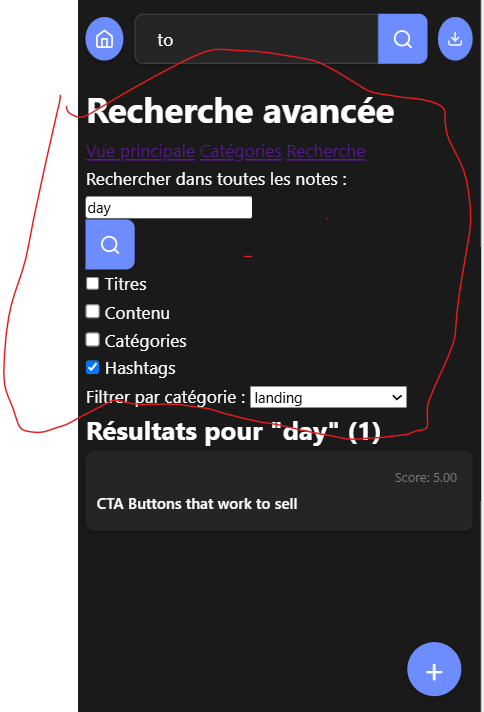 to
Recherche avancée
Vue principale Catégories Recherche
Rechercher dans toutes les notes :
day
Titres
Contenu
Catégories
Hashtags
Filtrer par catégorie : landing
Résultats pour "day" (1)
Score: 5.00
CTA Buttons that work to sell